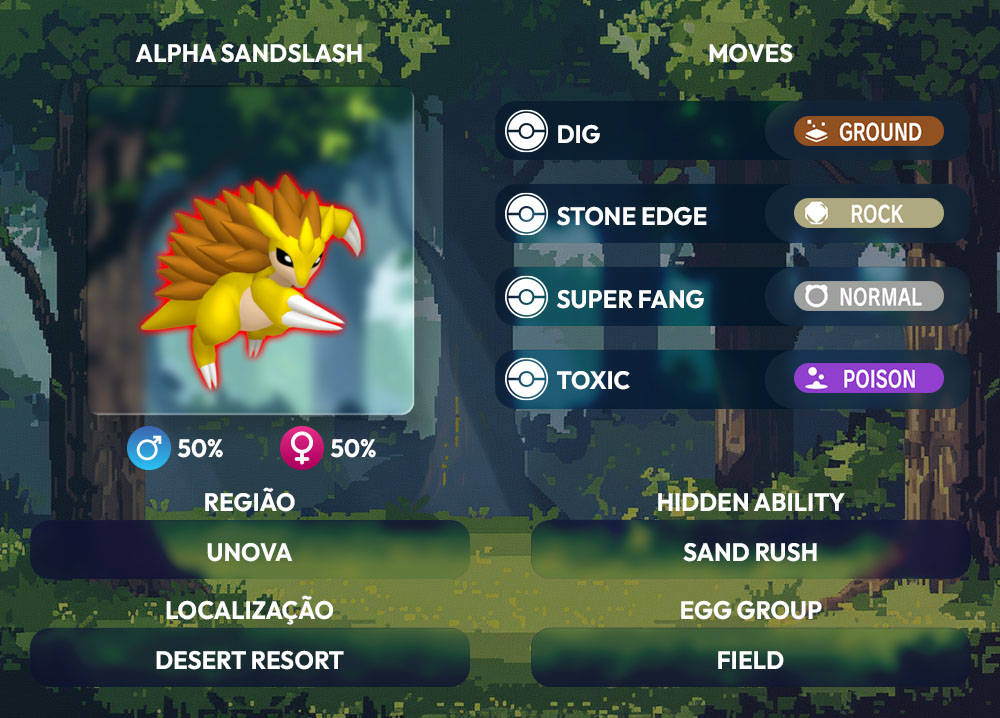 ALPHA SANDSLASH
50%
50%
REGIÃO
UNOVA
LOCALIZAÇÃO
DESERT RESORT
MOVES
DIG
GROUND
STONE EDGE
ROCK
SUPER FANG
NORMAL
TOXIC
POISON
HIDDEN ABILITY
SAND RUSH
EGG GROUP
FIELD